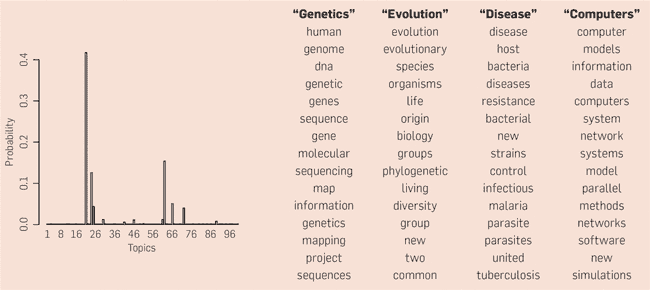 0.4
0.3
0.2
0.1
0.0
Probability
1 8 16 26 36 46 56 66 76 86 96
Topics
“Genetics” “Evolution” “Disease” “Computers”
human evolution disease computer
genome evolutionary host models
dna species bacteria information
genetic organisms diseases data
genes life resistance computers
sequence origin bacterial system
gene biology new network
molecular groups strains systems
sequencing phylogenetic control model
map living infectious parallel
information diversity malaria methods
genetics group parasite networks
mapping new parasites software
project two united new
sequences common tuberculosis simulations